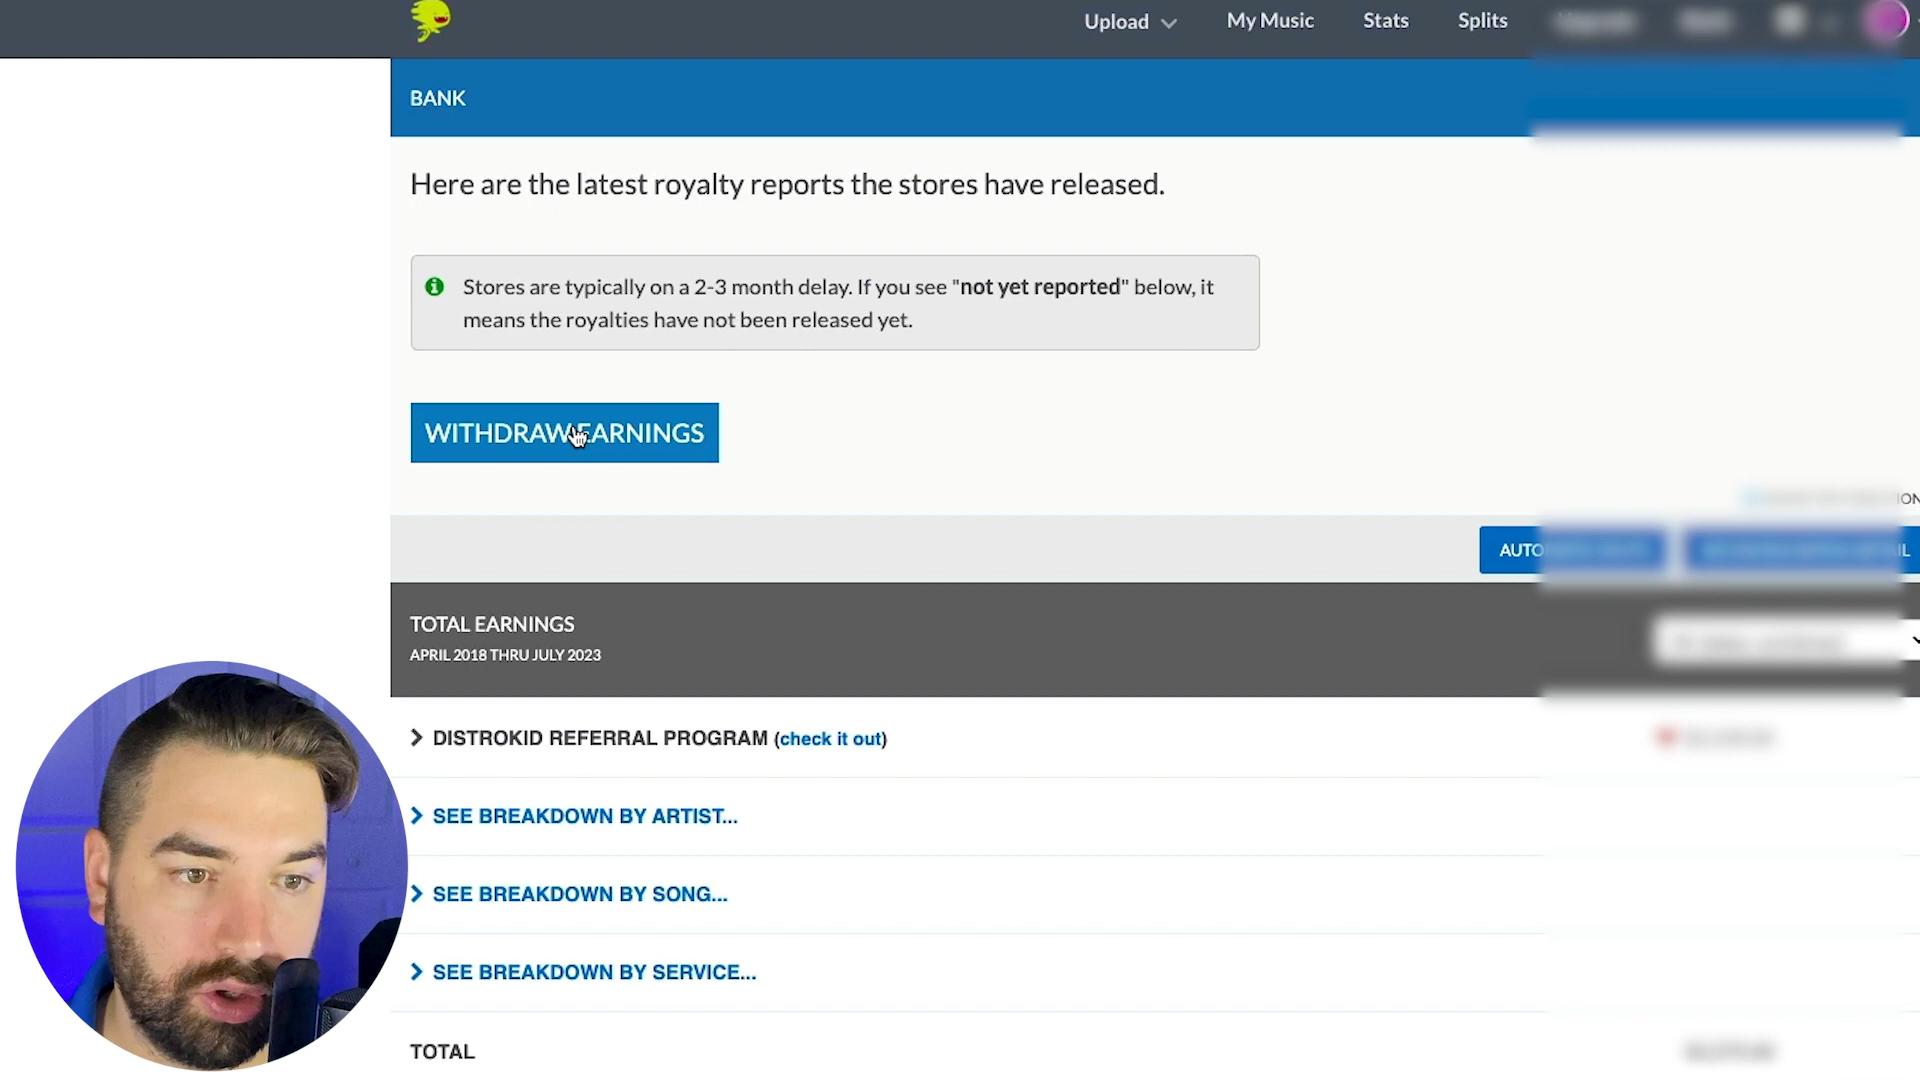 Upload
My Music
Stats
Splits
BANK
Here are the latest royalty reports the stores have released.
Stores are typically on a 2-3 month delay. If you see "not yet reported" below, it
means the royalties have not been released yet.
WITHDRAW EARNINGS
TOTAL EARNINGS
APRIL 2018 THRU JULY 2023
DISTROKID REFERRAL PROGRAM (check it out)
SEE BREAKDOWN BY ARTIST...
SEE BREAKDOWN BY SONG...
SEE BREAKDOWN BY SERVICE...
TOTAL